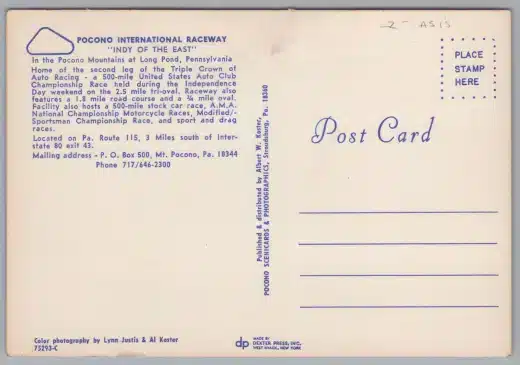 2- AS IS
POCONO INTERNATIONAL RACEWAY
"INDY OF THE EAST"
In the Pocono Mountains at Long Pond, Pennsylvania
Home of the second leg of the Triple Crown of
Auto Racing - a 500-mile United States Auto Club
Championship Race held during the Independence
Day weekend on the 2.5 mile tri-oval. Raceway also
features a 1.8 mile road course and a ¾ mile oval.
Facility also hosts a 500-mile stock car race, A.M.A.
National Championship Motorcycle Races, Modified/-
Sportsman Championship Race, and sport and drag
races.
Located on Pa. Route 115, 3 Miles south of Inter-
state 80 exit 43.
Mailing address - P. O. Box 500, Mt. Pocono, Pa. 18344
Phone 717/646-2300
PLACE
STAMP
HERE
Post Card
Published & distributed by Albert W. Koster,
POCONO SCENICARDS & PHOTOGRAPHICS, Stroudsburg, Pa. 18360
Color photography by Lynn Justis & Al Koster
75293-C
dp
MADE BY
DEXTER PRESS, INC.
WEST NYACK, NEW YORK